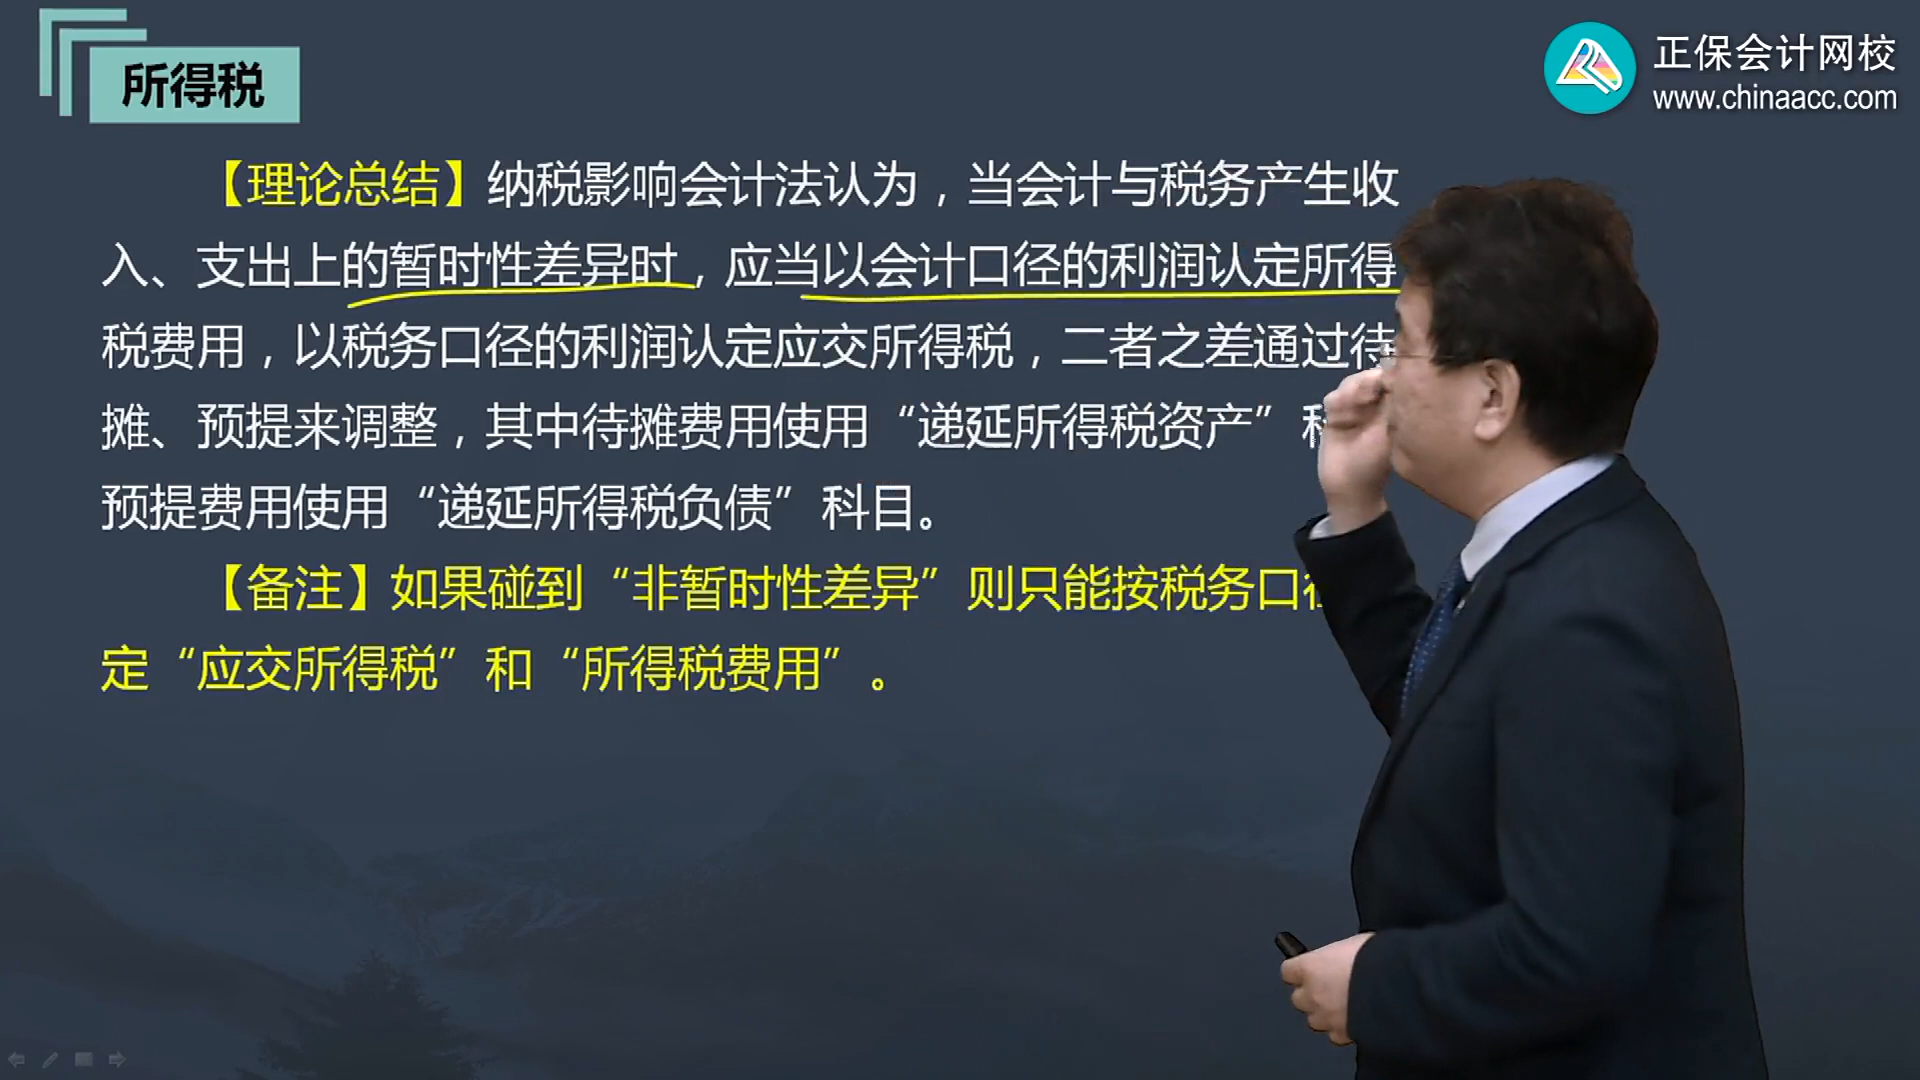 所得税
正保会计网校
www.chinaacc.com
【理论总结】纳税影响会计法认为，当会计与税务产生收
入、支出上的暂时性差异时，应当以会计口径的利润认定所得
税费用，以税务口径的利润认定应交所得税，二者之差通过待
摊、预提来调整，其中待摊费用使用“递延所得税资产”
预提费用使用“递延所得税负债”科目。
【备注】如果碰到“非暂时性差异”则只能按税务口
定“应交所得税”和“所得税费用”。